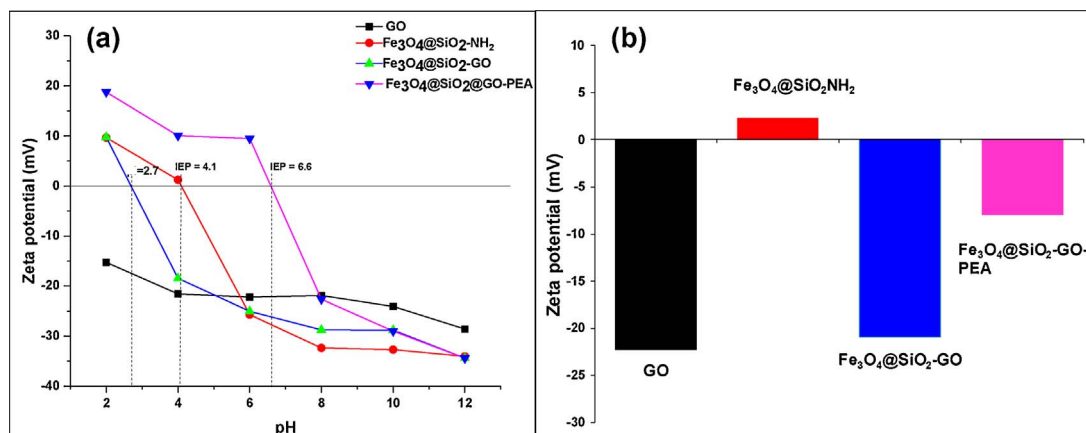 (a)
GO
Fe₃O₄@SiO₂-NH₂
Fe₃O₄@SiO₂-GO
Fe₃O₄@SiO₂@GO-PEA
Zeta potential (mV)
30
20
10
0
-10
-20
-30
-40
=2.7
IEP = 4.1
IEP = 6.6
2 4 6 8 10 12
pH
(b)
Zeta potential (mV)
10
5
0
-5
-10
-15
-20
-25
-30
Fe₃O₄@SiO₂NH₂
Fe₃O₄@SiO₂-GO-
PEA
GO
Fe₃O₄@SiO₂-GO